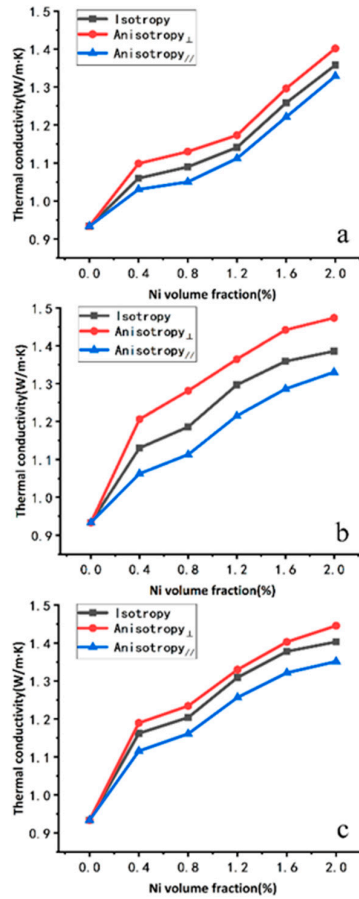 Isotropy
Anisotropy⊥
Anisotropy//
Thermal conductivity(W/m·K)
1.5
1.4
1.3
1.2
1.1
1.0
0.9
0.0 0.4 0.8 1.2 1.6 2.0
Ni volume fraction(%)
a
Isotropy
Anisotropy⊥
Anisotropy//
Thermal conductivity(W/m·K)
1.5
1.4
1.3
1.2
1.1
1.0
0.9
0.0 0.4 0.8 1.2 1.6 2.0
Ni volume fraction(%)
b
Isotropy
Anisotropy⊥
Anisotropy//
Thermal conductivity(W/m·K)
1.5
1.4
1.3
1.2
1.1
1.0
0.9
0.0 0.4 0.8 1.2 1.6 2.0
Ni volume fraction(%)
c